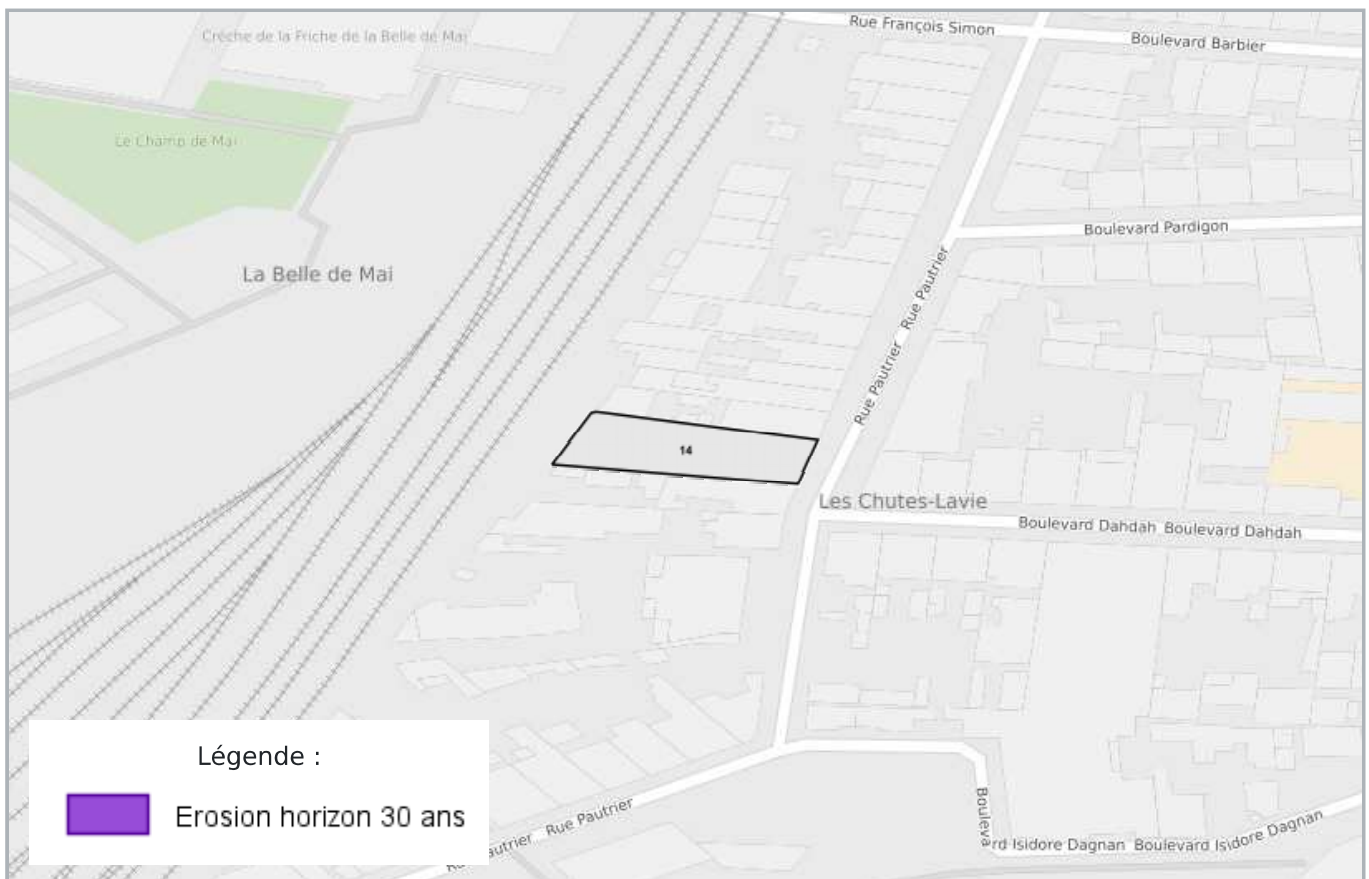 Rue François Simon
Boulevard Barbier
Crèche de la Friche de la Belle de Mai
Le Champ de Mai
Boulevard Pardigon
La Belle de Mai
Rue Pautrier
Rue Pautrier
14
Les Chutes-Lavie
Boulevard Dahdah Boulevard Dahdah
Légende :
Erosion horizon 30 ans
Rue Pautrier
Boulevard Isidore Dagnan Boulevard Isidore Dagnan